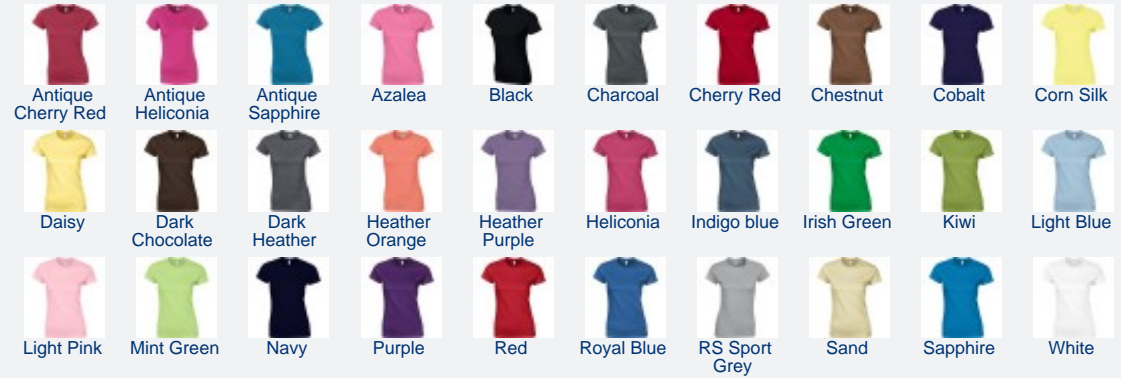 Antique
Cherry Red
Antique
Heliconia
Antique
Sapphire
Azalea
Black
Charcoal
Cherry Red
Chestnut
Cobalt
Corn Silk
Daisy
Dark
Chocolate
Dark
Heather
Heather
Orange
Heather
Purple
Heliconia
Indigo blue
Irish Green
Kiwi
Light Blue
Light Pink
Mint Green
Navy
Purple
Red
Royal Blue
RS Sport
Grey
Sand
Sapphire
White